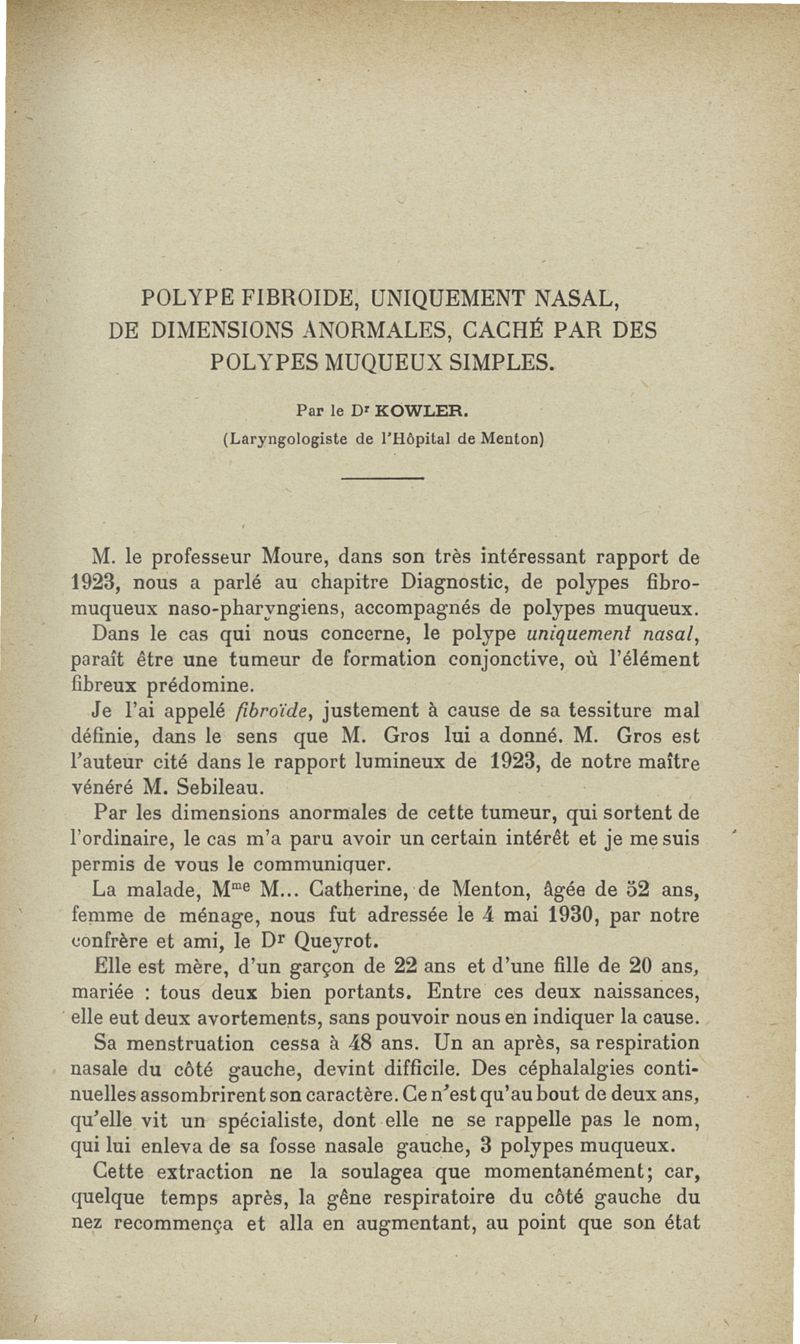 POLYPE FIBROIDE, UNIQUEMENT NASAL,
DE DIMENSIONS ANORMALES, CACHÉ PAR DES
POLYPES MUQUEUX SIMPLES.
Par le Dr KOWLER.
(Laryngologiste de l'Hôpital de Menton)
M. le professeur Moure, dans son très intéressant rapport de
1923, nous a parlé au chapitre Diagnostic, de polypes fibro-
muqueux naso-pharyngiens, accompagnés de polypes muqueux.
Dans le cas qui nous concerne, le polype uniquement nasal,
paraît être une tumeur de formation conjonctive, où l'élément
fibreux prédomine.
Je l'ai appelé fibroïde, justement à cause de sa tessiture mal
définie, dans le sens que M. Gros lui a donné. M. Gros est
l'auteur cité dans le rapport lumineux de 1923, de notre maître
vénéré M. Sebileau.
Par les dimensions anormales de cette tumeur, qui sortent de
l'ordinaire, le cas m'a paru avoir un certain intérêt et je me suis
permis de vous le communiquer.
La malade, Mme M... Catherine, de Menton, âgée de 52 ans,
femme de ménage, nous fut adressée le 4 mai 1930, par notre
confrère et ami, le Dr Queyrot.
Elle est mère, d'un garçon de 22 ans et d'une fille de 20 ans,
mariée : tous deux bien portants. Entre ces deux naissances,
elle eut deux avortements, sans pouvoir nous en indiquer la cause.
Sa menstruation cessa à 48 ans. Un an après, sa respiration
nasale du côté gauche, devint difficile. Des céphalalgies conti-
nuelles assombrirent son caractère. Ce n'est qu'au bout de deux ans,
qu'elle vit un spécialiste, dont elle ne se rappelle pas le nom,
qui lui enleva de sa fosse nasale gauche, 3 polypes muqueux.
Cette extraction ne la soulagea que momentanément; car,
quelque temps après, la gêne respiratoire du côté gauche du
nez recommença et alla en augmentant, au point que son état